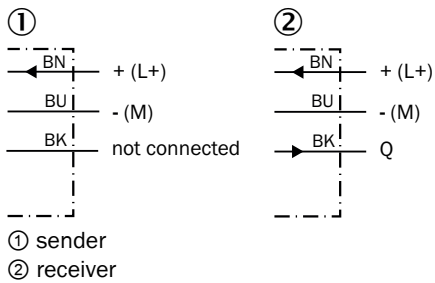 ① ②
BN + (L+) BN + (L+)
BU - (M) BU - (M)
BK not connected BK Q
① sender
② receiver